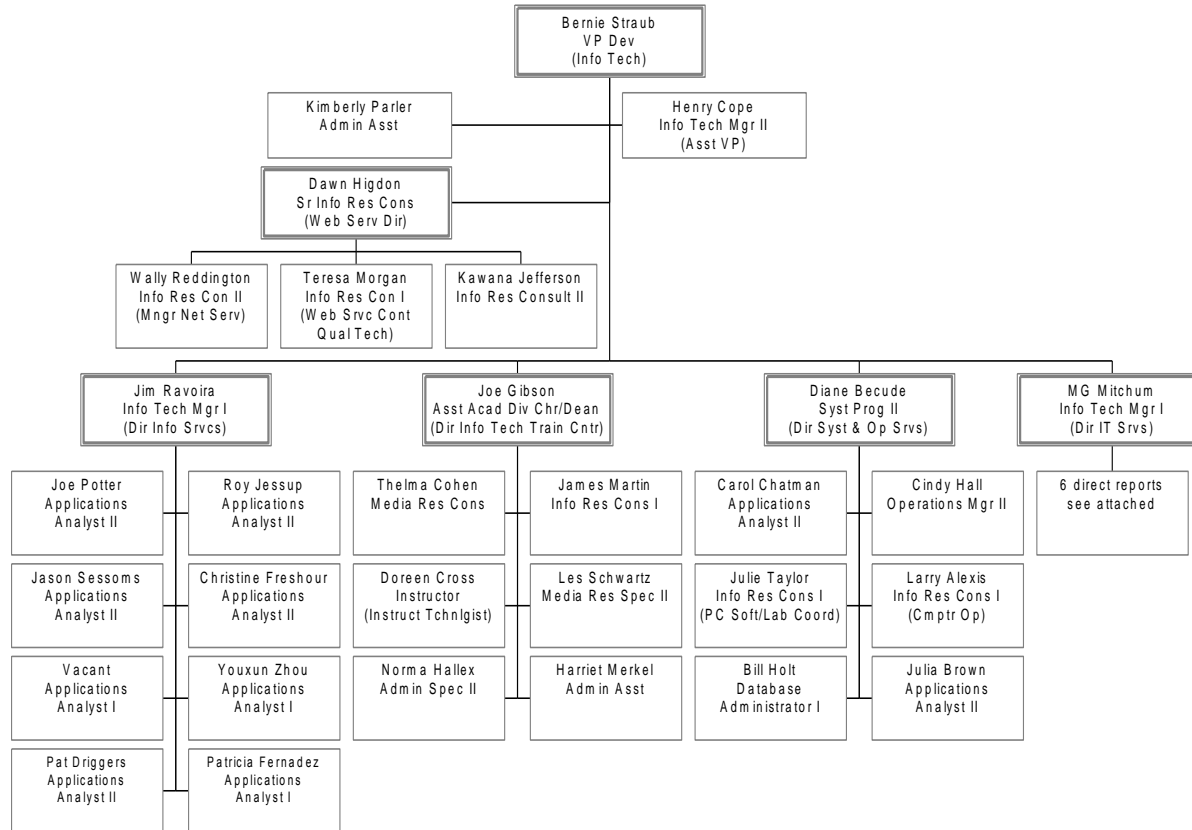 Bernie Straub
VP Dev
(Info Tech)
Kimberly Parler
Admin Asst
Henry Cope
Info Tech Mgr II
(Asst VP)
Dawn Higdon
Sr Info Res Cons
(Web Serv Dir)
Wally Reddington
Info Res Con II
(Mngr Net Serv)
Teresa Morgan
Info Res Con I
(Web Srvc Cont
Qual Tech)
Kawana Jefferson
Info Res Consult II
Jim Ravoira
Info Tech Mgr I
(Dir Info Srvcs)
Joe Gibson
Asst Acad Div Chr/Dean
(Dir Info Tech Train Cntr)
Diane Becude
Syst Prog II
(Dir Syst & Op Srvs)
MG Mitchum
Info Tech Mgr I
(Dir IT Srvs)
Joe Potter
Applications
Analyst II
Roy Jessup
Applications
Analyst II
Jason Sessoms
Applications
Analyst II
Christine Freshour
Applications
Analyst II
Vacant
Applications
Analyst I
Youxun Zhou
Applications
Analyst I
Pat Driggers
Applications
Analyst II
Patricia Fernadez
Applications
Analyst I
Thelma Cohen
Media Res Cons
James Martin
Info Res Cons I
Doreen Cross
Instructor
(Instruct Tchnlgist)
Les Schwartz
Media Res Spec II
Norma Hallex
Admin Spec II
Harriet Merkel
Admin Asst
Carol Chatman
Applications
Analyst II
Cindy Hall
Operations Mgr II
Julie Taylor
Info Res Cons I
(PC Soft/Lab Coord)
Larry Alexis
Info Res Cons I
(Cmptr Op)
Bill Holt
Database
Administrator I
Julia Brown
Applications
Analyst II
6 direct reports
see attached